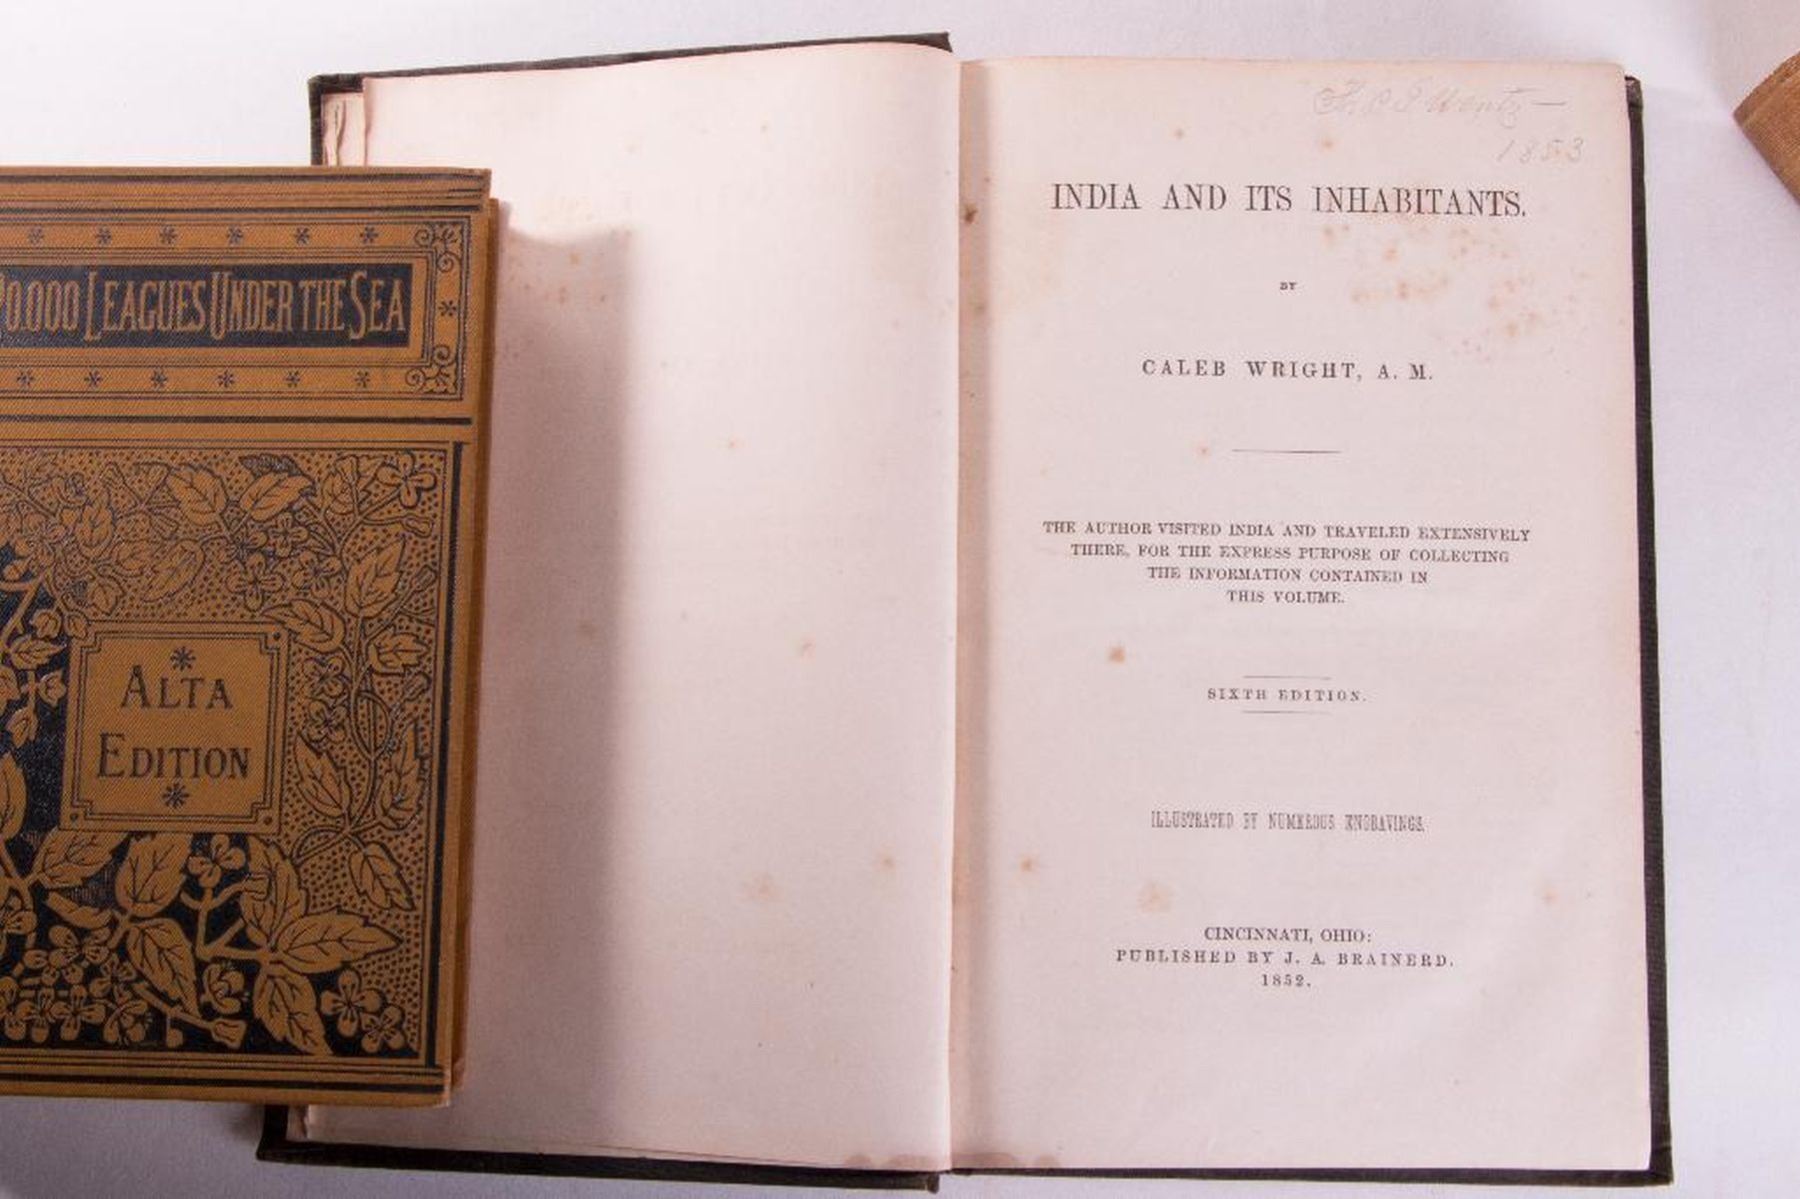 0.000 LEAGUES UNDER THE SEA
ALTA
EDITION
1853
INDIA AND ITS INHABITANTS.
BY
CALEB WRIGHT, A. M.
THE AUTHOR VISITED INDIA AND TRAVELED EXTENSIVELY
THERE, FOR THE EXPRESS PURPOSE OF COLLECTING
THE INFORMATION CONTAINED IN
THIS VOLUME.
SIXTH EDITION.
ILLUSTRATED BY NUMEROUS ENGRAVINGS.
CINCINNATI, OHIO:
PUBLISHED BY J. A. BRAINERD.
1852.